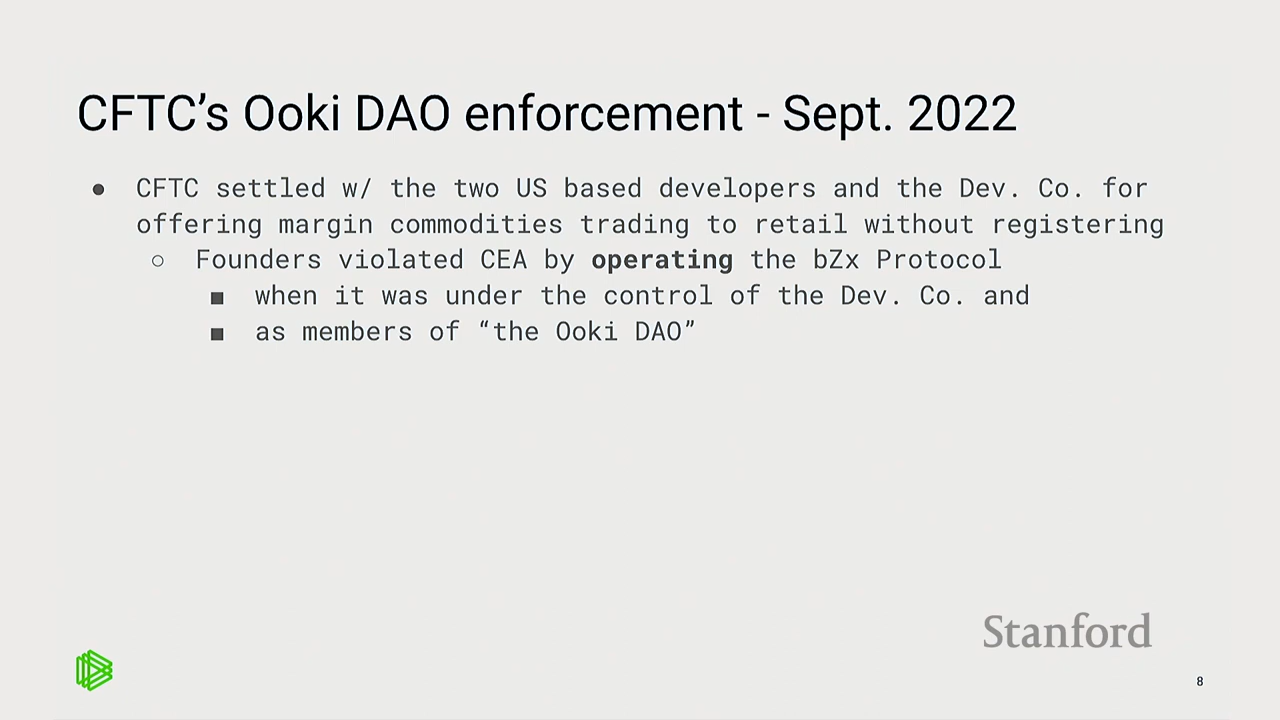 CFTC’s Ooki DAO enforcement - Sept. 2022
● CFTC settled w/ the two US based developers and the Dev. Co. for
offering margin commodities trading to retail without registering
○ Founders violated CEA by operating the bZx Protocol
■ when it was under the control of the Dev. Co. and
■ as members of “the Ooki DAO”
Stanford
8